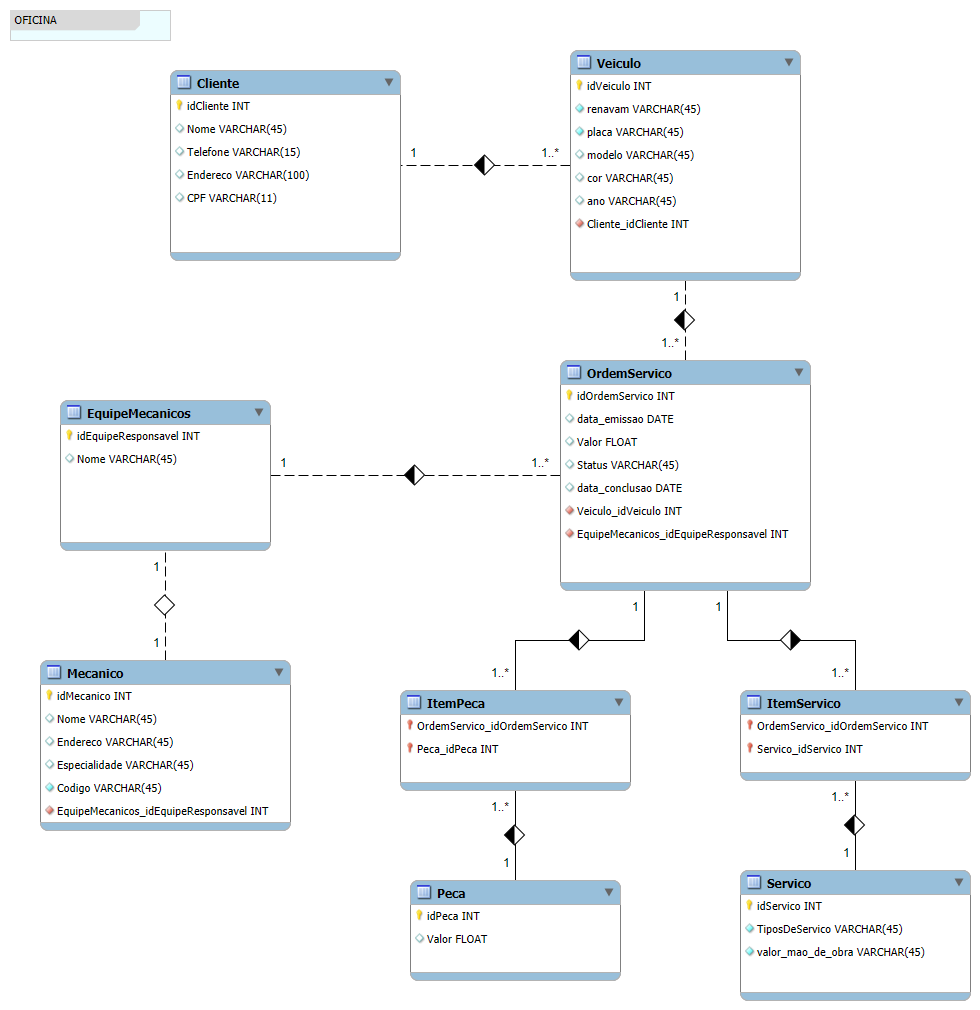 OFICINA
Cliente
idCliente INT
Nome VARCHAR(45)
Telefone VARCHAR(15)
Endereco VARCHAR(100)
CPF VARCHAR(11)
1
1..*
Veiculo
idVeiculo INT
renavam VARCHAR(45)
placa VARCHAR(45)
modelo VARCHAR(45)
cor VARCHAR(45)
ano VARCHAR(45)
Cliente_idCliente INT
1
1..*
EquipeMecanicos
idEquipeResponsavel INT
Nome VARCHAR(45)
1
1..*
OrdemServico
idOrdemServico INT
data_emissao DATE
Valor FLOAT
Status VARCHAR(45)
data_conclusao DATE
Veiculo_idVeiculo INT
EquipeMecanicos_idEquipeResponsavel INT
1
1
Mecanico
idMecanico INT
Nome VARCHAR(45)
Endereco VARCHAR(45)
Especialidade VARCHAR(45)
Codigo VARCHAR(45)
EquipeMecanicos_idEquipeResponsavel INT
1
1..*
ItemPeca
OrdemServico_idOrdemServico INT
Peca_idPeca INT
1..*
1
Peca
idPeca INT
Valor FLOAT
1
1..*
ItemServico
OrdemServico_idOrdemServico INT
Servico_idServico INT
1..*
1
Servico
idServico INT
TiposDeServico VARCHAR(45)
valor_mao_de_obra VARCHAR(45)